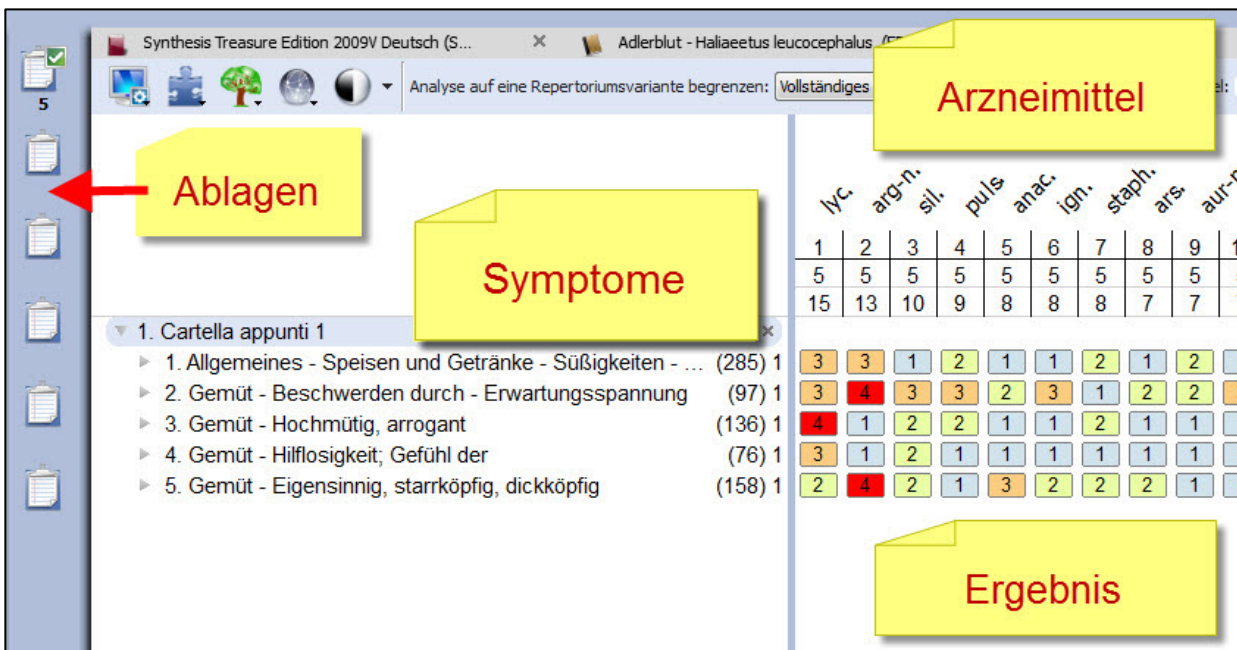 Synthesis Treasure Edition 2009V Deutsch (S...
Adlerblut - Haliaeetus leucocephalus
5
Analyse auf eine Repertoriumsvariante begrenzen: Vollständiges
Arzneimittel
Ablagen
Symptome
lyc. arg-n. sil. puls. anac. ign. staph. ars.
1 2 3 4 5 6 7 8 9
5 5 5 5 5 5 5 5 5
15 13 10 9 8 8 8 7 7
1. Cartella appunti 1
1. Allgemeines - Speisen und Getränke - Süßigkeiten - ... (285) 1 3 3 1 2 1 1 2 1 2
2. Gemüt - Beschwerden durch - Erwartungsspannung (97) 1 3 4 3 3 2 3 1 2 2
3. Gemüt - Hochmütig, arrogant (136) 1 4 1 2 2 1 1 2 1 1
4. Gemüt - Hilflosigkeit; Gefühl der (76) 1 3 1 2 1 1 1 1 1 1
5. Gemüt - Eigensinnig, starrköpfig, dickköpfig (158) 1 2 4 2 1 3 2 2 2 1
Ergebnis